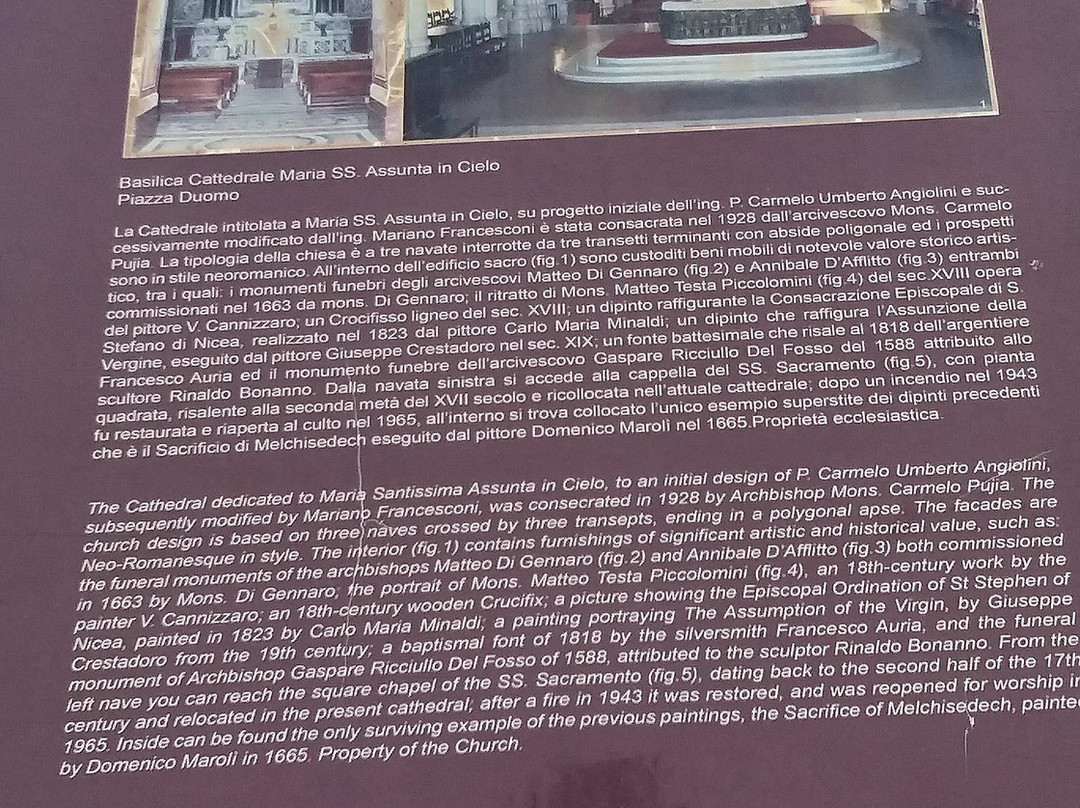 1
Basilica Cattedrale Maria SS. Assunta in Cielo
Piazza Duomo
La Cattedrale intitolata a Maria SS. Assunta in Cielo, su progetto iniziale dell'ing. P. Carmelo Umberto Angiolini e suc-
cessivamente modificato dall'ing. Mariano Francesconi è stata consacrata nel 1928 dall'arcivescovo Mons. Carmelo
Pujia. La tipologia della chiesa è a tre navate interrotte da tre transetti terminanti con abside poligonale ed i prospetti
sono in stile neoromanico. All'interno dell'edificio sacro (fig.1) sono custoditi beni mobili di notevole valore storico artis-
tico, tra i quali: i monumenti funebri degli arcivescovi Matteo Di Gennaro (fig.2) e Annibale D'Afflitto (fig.3) entrambi
commissionati nel 1663 da mons. Di Gennaro; il ritratto di Mons. Matteo Testa Piccolomini (fig.4) del sec.XVIII opera
del pittore V. Cannizzaro; un Crocifisso ligneo del sec. XVIII; un dipinto raffigurante la Consacrazione Episcopale di S.
Stefano di Nicea, realizzato nel 1823 dal pittore Carlo Maria Minaldi; un dipinto che raffigura l'Assunzione della
Vergine, eseguito dal pittore Giuseppe Crestadoro nel sec. XIX; un fonte battesimale che risale al 1818 dell'argentiere
Francesco Auria ed il monumento funebre dell'arcivescovo Gaspare Ricciullo Del Fosso del 1588 attribuito allo
scultore Rinaldo Bonanno. Dalla navata sinistra si accede alla cappella del SS. Sacramento (fig.5), con pianta
quadrata, risalente alla seconda metà del XVII secolo e ricollocata nell'attuale cattedrale; dopo un incendio nel 1943
fu restaurata e riaperta al culto nel 1965, all'interno si trova collocato l'unico esempio superstite dei dipinti precedenti
che è il Sacrificio di Melchisedech eseguito dal pittore Domenico Marolì nel 1665.Proprietà ecclesiastica.
The Cathedral dedicated to Maria Santissima Assunta in Cielo, to an initial design of P. Carmelo Umberto Angiolini,
subsequently modified by Mariano Francesconi, was consecrated in 1928 by Archbishop Mons. Carmelo Pujia. The
church design is based on three naves crossed by three transepts, ending in a polygonal apse. The facades are
Neo-Romanesque in style. The interior (fig.1) contains furnishings of significant artistic and historical value, such as:
the funeral monuments of the archbishops Matteo Di Gennaro (fig.2) and Annibale D'Afflitto (fig.3) both commissioned
in 1663 by Mons. Di Gennaro; the portrait of Mons. Matteo Testa Piccolomini (fig.4), an 18th-century work by the
painter V. Cannizzaro; an 18th-century wooden Crucifix; a picture showing the Episcopal Ordination of St Stephen of
Nicea, painted in 1823 by Carlo Maria Minaldi; a painting portraying The Assumption of the Virgin, by Giuseppe
Crestadoro from the 19th century; a baptismal font of 1818 by the silversmith Francesco Auria, and the funeral
monument of Archbishop Gaspare Ricciullo Del Fosso of 1588, attributed to the sculptor Rinaldo Bonanno. From the
left nave you can reach the square chapel of the SS. Sacramento (fig.5), dating back to the second half of the 17th
century and relocated in the present cathedral; after a fire in 1943 it was restored, and was reopened for worship in
1965. Inside can be found the only surviving example of the previous paintings, the Sacrifice of Melchisedech, painted
by Domenico Marolì in 1665. Property of the Church.